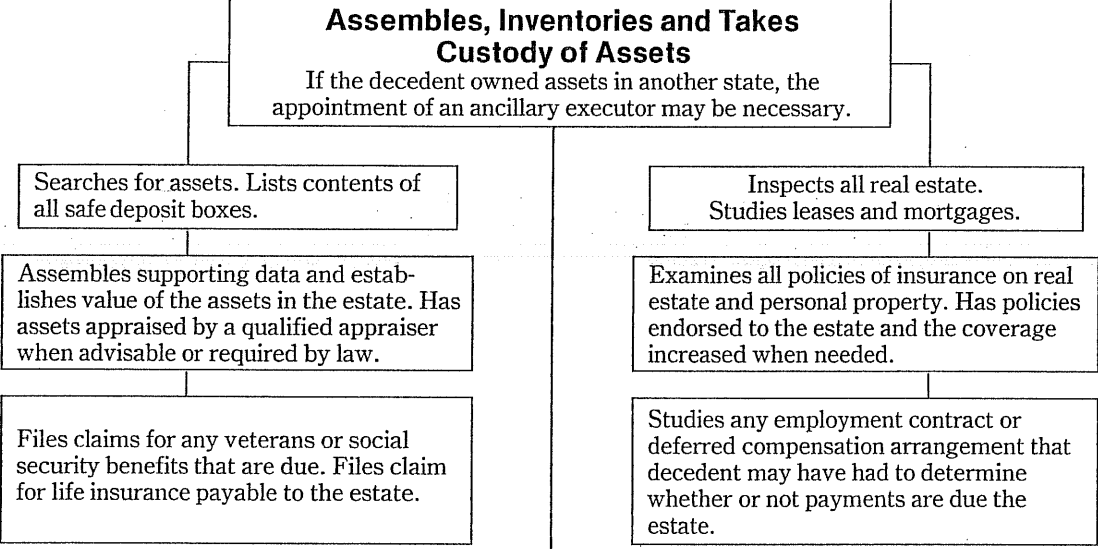 Assembles, Inventories and Takes
Custody of Assets
If the decedent owned assets in another state, the
appointment of an ancillary executor may be necessary.
Searches for assets. Lists contents of
all safe deposit boxes.
Assembles supporting data and estab-
lishes value of the assets in the estate. Has
assets appraised by a qualified appraiser
when advisable or required by law.
Files claims for any veterans or social
security benefits that are due. Files claim
for life insurance payable to the estate.
Inspects all real estate.
Studies leases and mortgages.
Examines all policies of insurance on real
estate and personal property. Has policies
endorsed to the estate and the coverage
increased when needed.
Studies any employment contract or
deferred compensation arrangement that
decedent may have had to determine
whether or not payments are due the
estate.